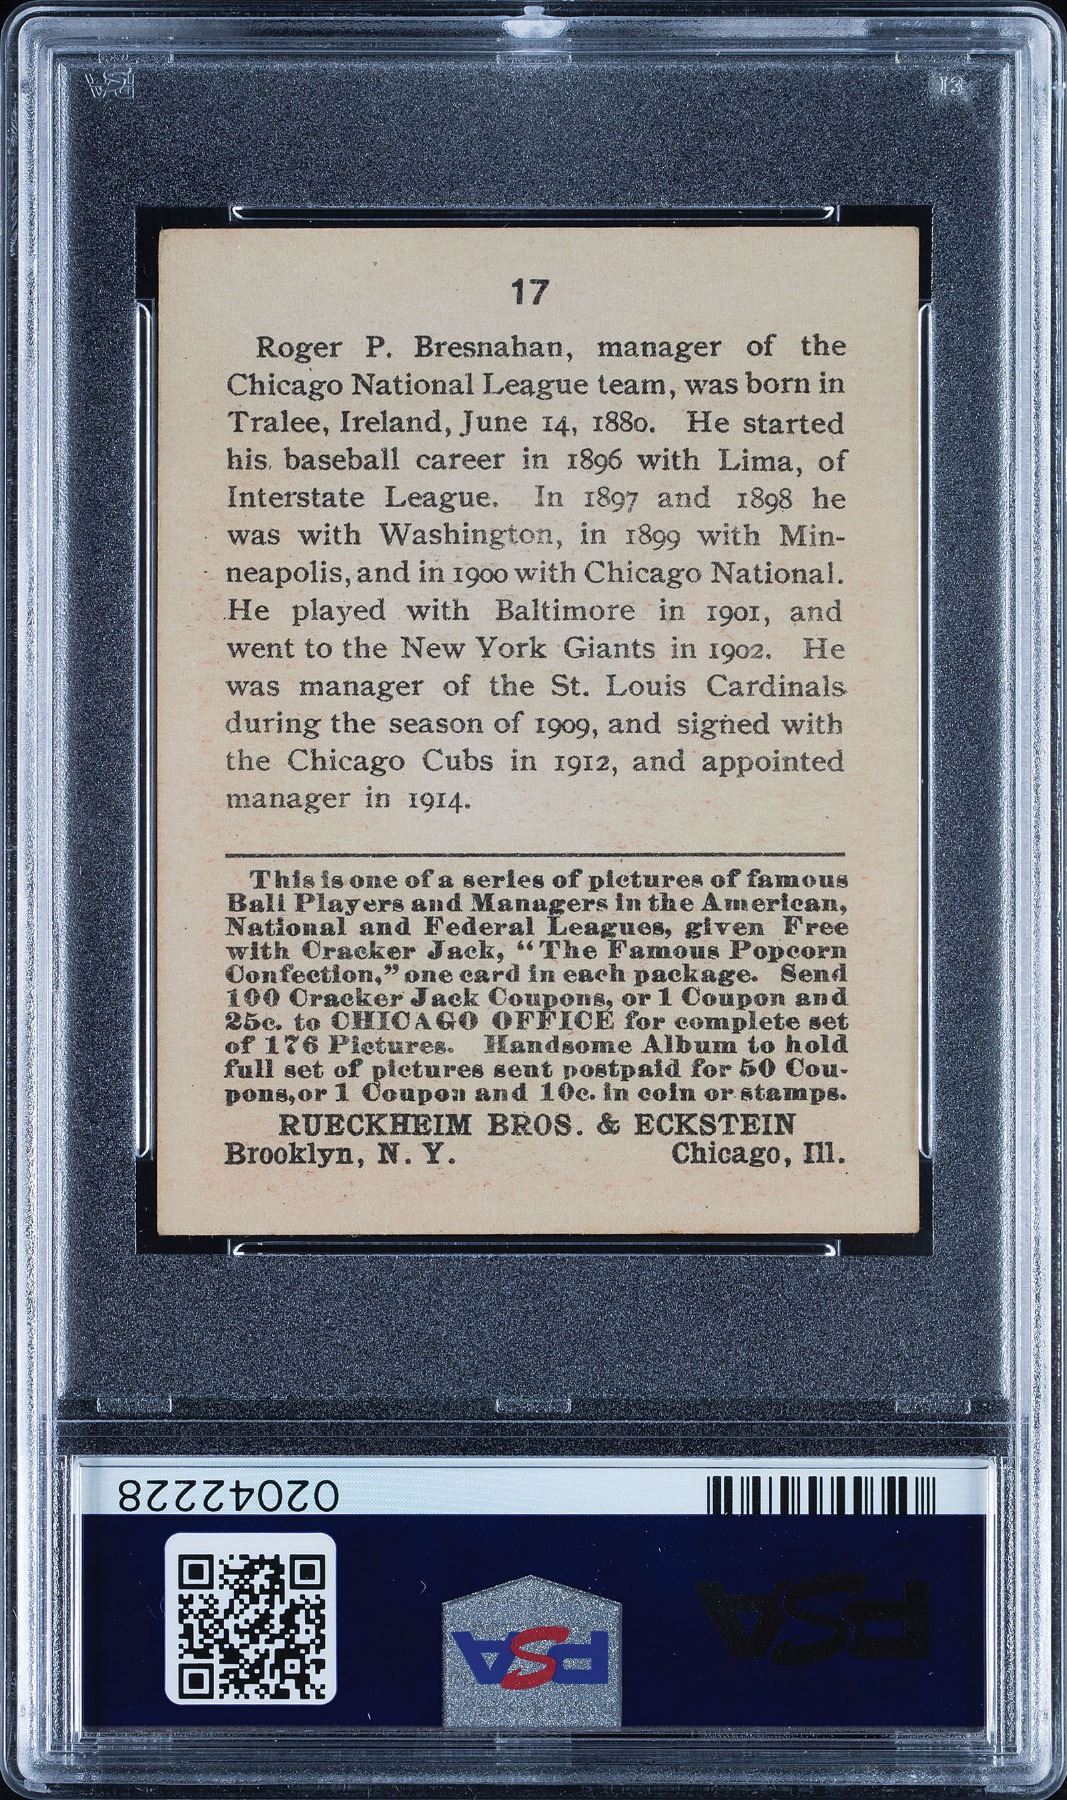 PSA
13
17
Roger P. Bresnahan, manager of the
Chicago National League team, was born in
Tralee, Ireland, June 14, 1880. He started
his baseball career in 1896 with Lima, of
Interstate League. In 1897 and 1898 he
was with Washington, in 1899 with Min-
neapolis, and in 1900 with Chicago National.
He played with Baltimore in 1901, and
went to the New York Giants in 1902. He
was manager of the St. Louis Cardinals
during the season of 1909, and signed with
the Chicago Cubs in 1912, and appointed
manager in 1914.
This is one of a series of pictures of famous
Ball Players and Managers in the American,
National and Federal Leagues, given Free
with Cracker Jack, “The Famous Popcorn
Confection,” one card in each package. Send
100 Cracker Jack Coupons, or 1 Coupon and
25c. to CHICAGO OFFICE for complete set
of 176 Pictures. Handsome Album to hold
full set of pictures sent postpaid for 50 Cou-
pons, or 1 Coupon and 10c. in coin or stamps.
RUECKHEIM BROS. & ECKSTEIN
Brooklyn, N. Y. Chicago, Ill.
02042228
PSA
PSA